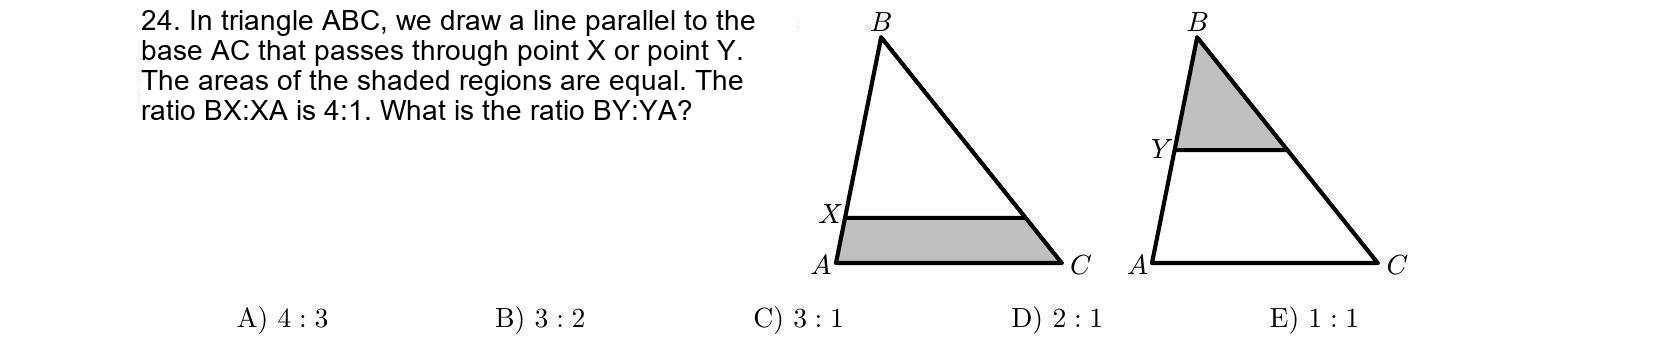 24. In triangle ABC, we draw a line parallel to the
base AC that passes through point X or point Y.
The areas of the shaded regions are equal. The
ratio BX:XA is 4:1. What is the ratio BY:YA?
B
X
A
C
B
Y
A
C
A) 4 : 3
B) 3 : 2
C) 3 : 1
D) 2 : 1
E) 1 : 1